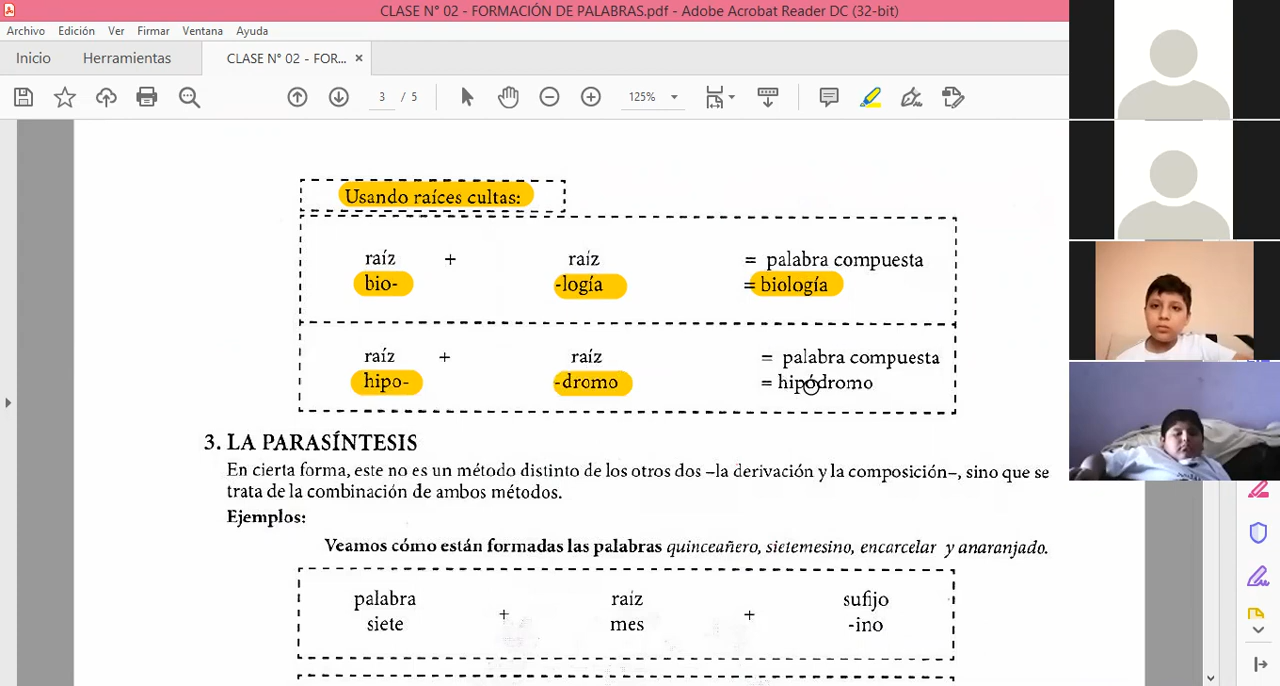 CLASE N° 02 - FORMACIÓN DE PALABRAS.pdf - Adobe Acrobat Reader DC (32-bit)
Archivo Edición Ver Firmar Ventana Ayuda
Inicio Herramientas CLASE N° 02 - FOR... ×
3 / 5 125%
Usando raíces cultas:
raíz + raíz = palabra compuesta
bio- -logía = biología
raíz + raíz = palabra compuesta
hipo- -dromo = hipódromo
3. LA PARASÍNTESIS
En cierta forma, este no es un método distinto de los otros dos –la derivación y la composición–, sino que se
trata de la combinación de ambos métodos.
Ejemplos:
Veamos cómo están formadas las palabras quinceañero, sietemesino, encarcelar y anaranjado.
palabra + raíz + sufijo
siete mes -ino